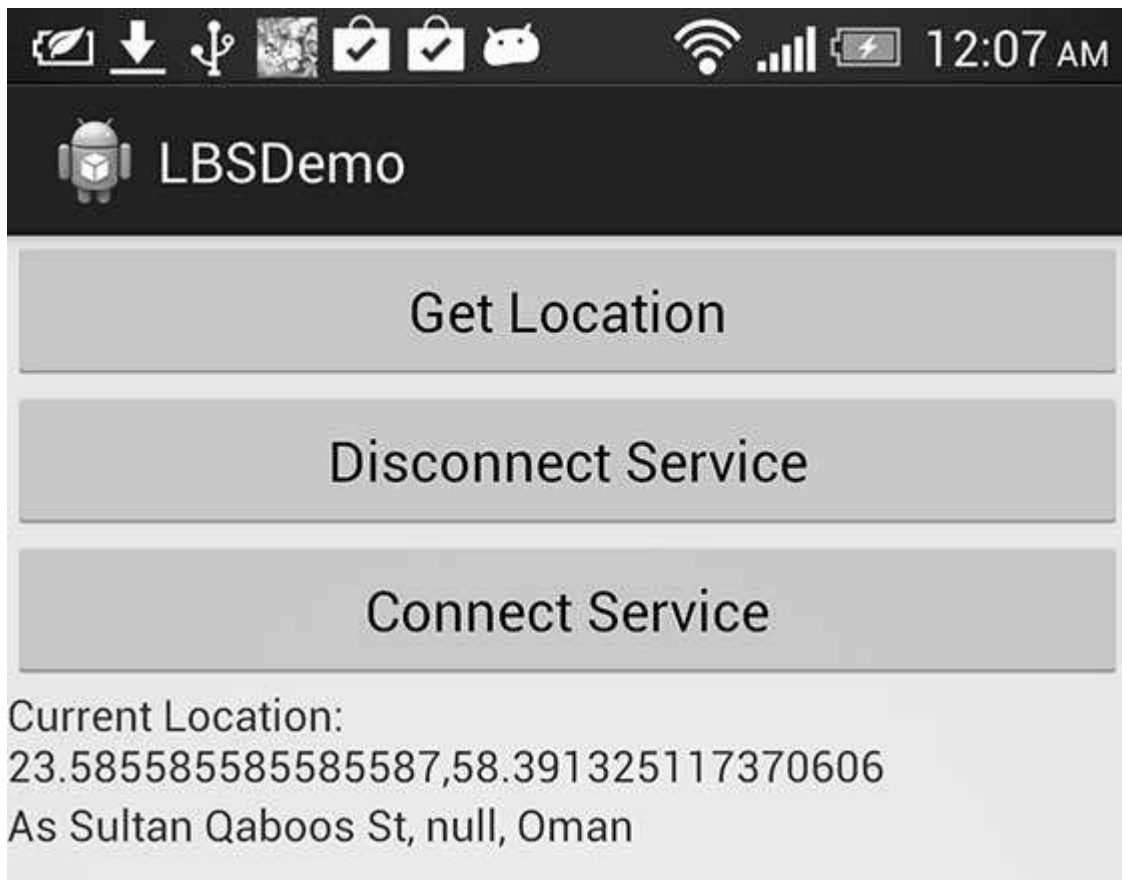 12:07 AM
LBSDemo
Get Location
Disconnect Service
Connect Service
Current Location:
23.585585585585587,58.391325117370606
As Sultan Qaboos St, null, Oman